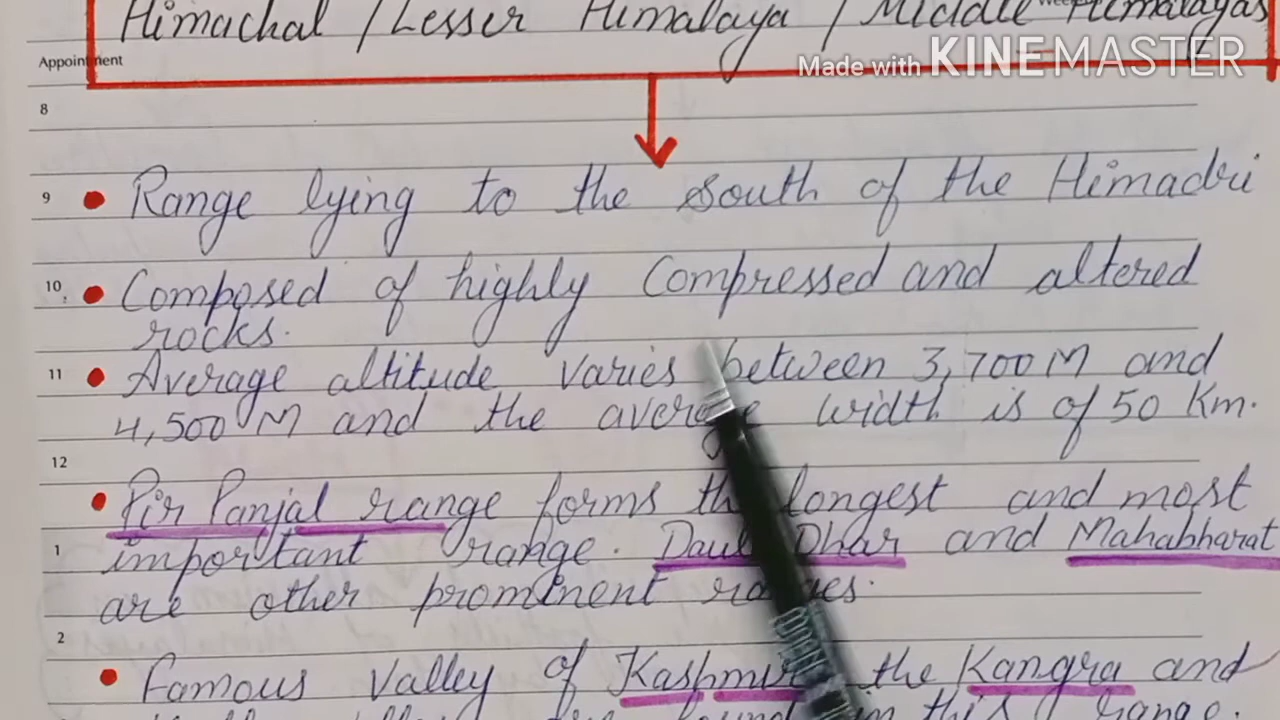 Himachal / Lesser Himalaya / Middle Himalayas
Made with KINEMASTER
Appointment
8
9 • Range lying to the south of the Himadri
10 • Composed of highly Compressed and altered
rocks.
11 • Average altitude varies between 3,700 M and
4,500 M and the average width is of 50 Km.
12
• Pir Panjal range forms the longest and most
1 important range. Dhar and Mahabharat
are other prominent ranges.
2
• Famous valley of Kashmir the Kangra and
in this range.